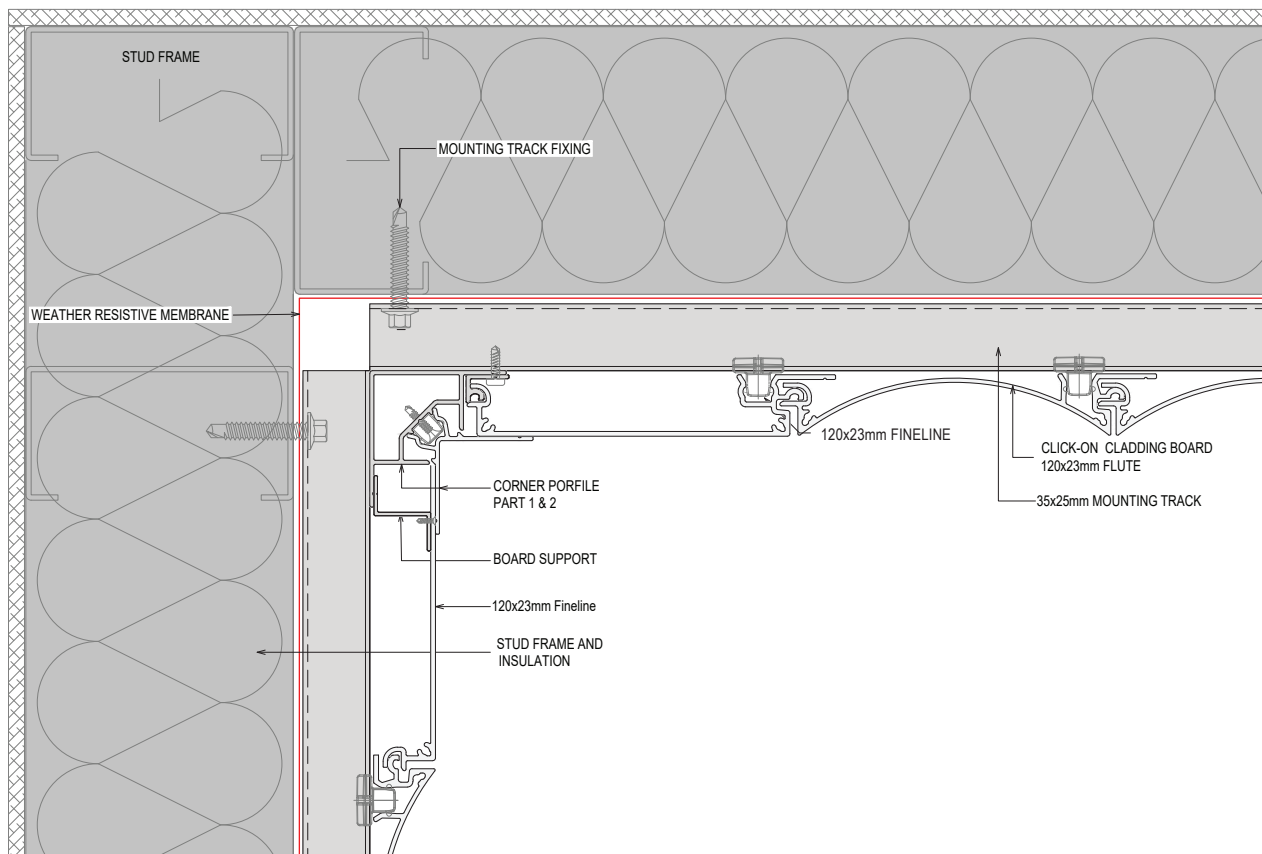 STUD FRAME
MOUNTING TRACK FIXING
WEATHER RESISTIVE MEMBRANE
120x23mm FINELINE
CLICK-ON CLADDING BOARD
120x23mm FLUTE
CORNER PORFILE
PART 1 & 2
35x25mm MOUNTING TRACK
BOARD SUPPORT
120x23mm Fineline
STUD FRAME AND
INSULATION